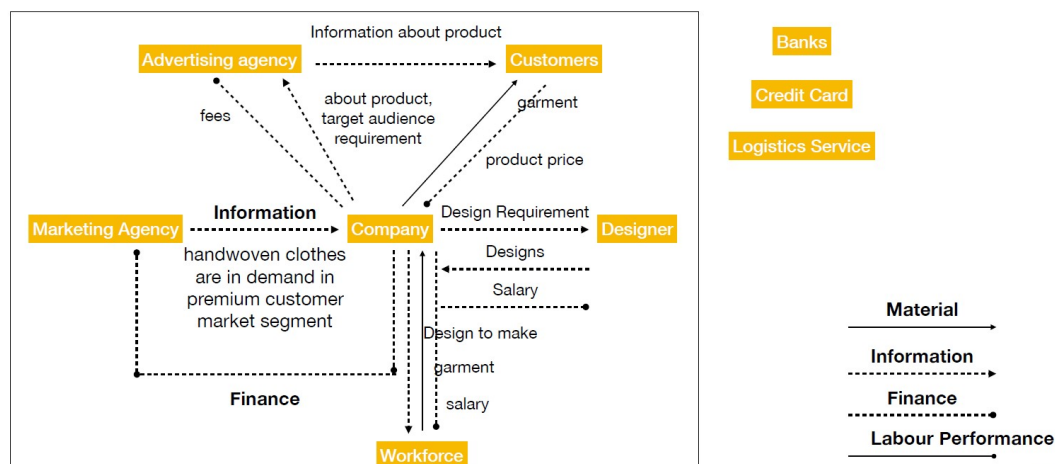 Information about product
Advertising agency
Customers
Banks
fees
about product,
target audience
requirement
garment
Credit Card
product price
Logistics Service
Marketing Agency
Information
Company
Design Requirement
Designer
handwoven clothes
are in demand in
premium customer
market segment
Designs
Salary
Design to make
garment
salary
Finance
Workforce
Material
Information
Finance
Labour Performance